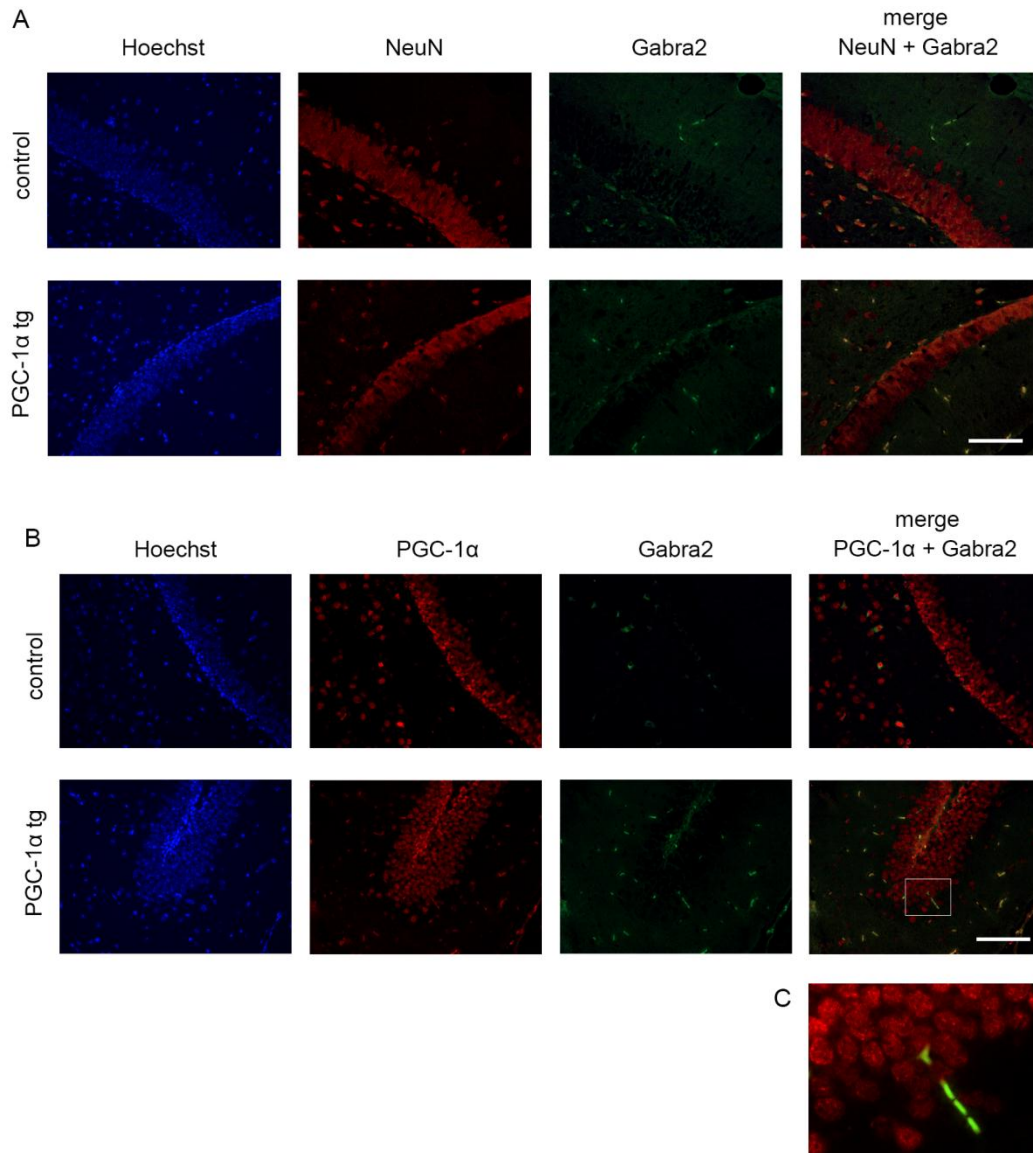 A
Hoechst
NeuN
Gabra2
merge
NeuN + Gabra2
control
PGC-1α tg
B
Hoechst
PGC-1α
Gabra2
merge
PGC-1α + Gabra2
control
PGC-1α tg
C